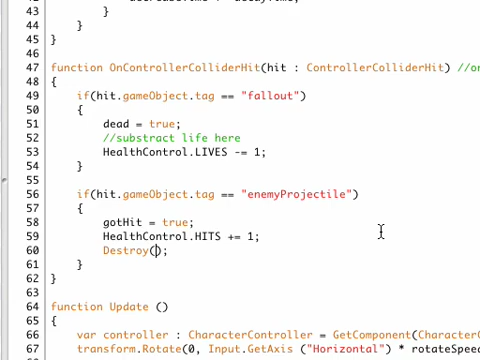 43 }
44 }
45 }
46
47 function OnControllerColliderHit(hit : ControllerColliderHit) //o
48 {
49 if(hit.gameObject.tag == "fallout")
50 {
51 dead = true;
52 //substract life here
53 HealthControl.LIVES -= 1;
54 }
55
56 if(hit.gameObject.tag == "enemyProjectile")
57 {
58 gotHit = true;
59 HealthControl.HITS += 1;
60 Destroy();
61 }
62 }
63
64 function Update ()
65 {
66 var controller : CharacterController = GetComponent(CharacterC
67 transform.Rotate(0, Input.GetAxis ("Horizontal") * rotateSpeed